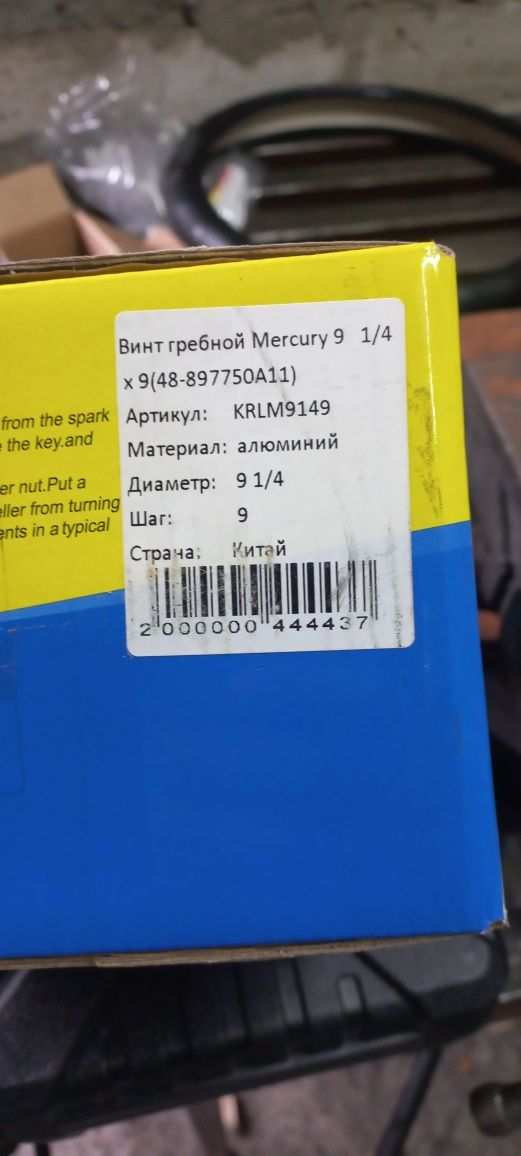 Винт гребной Mercury 9 1/4
x 9(48-897750A11)
Артикул: KRLM9149
Материал: алюминий
Диаметр: 9 1/4
Шаг: 9
Страна: Китай
2 000000 444437
from the spark
the key.and
er nut.Put a
eller from turning
ents in a typical